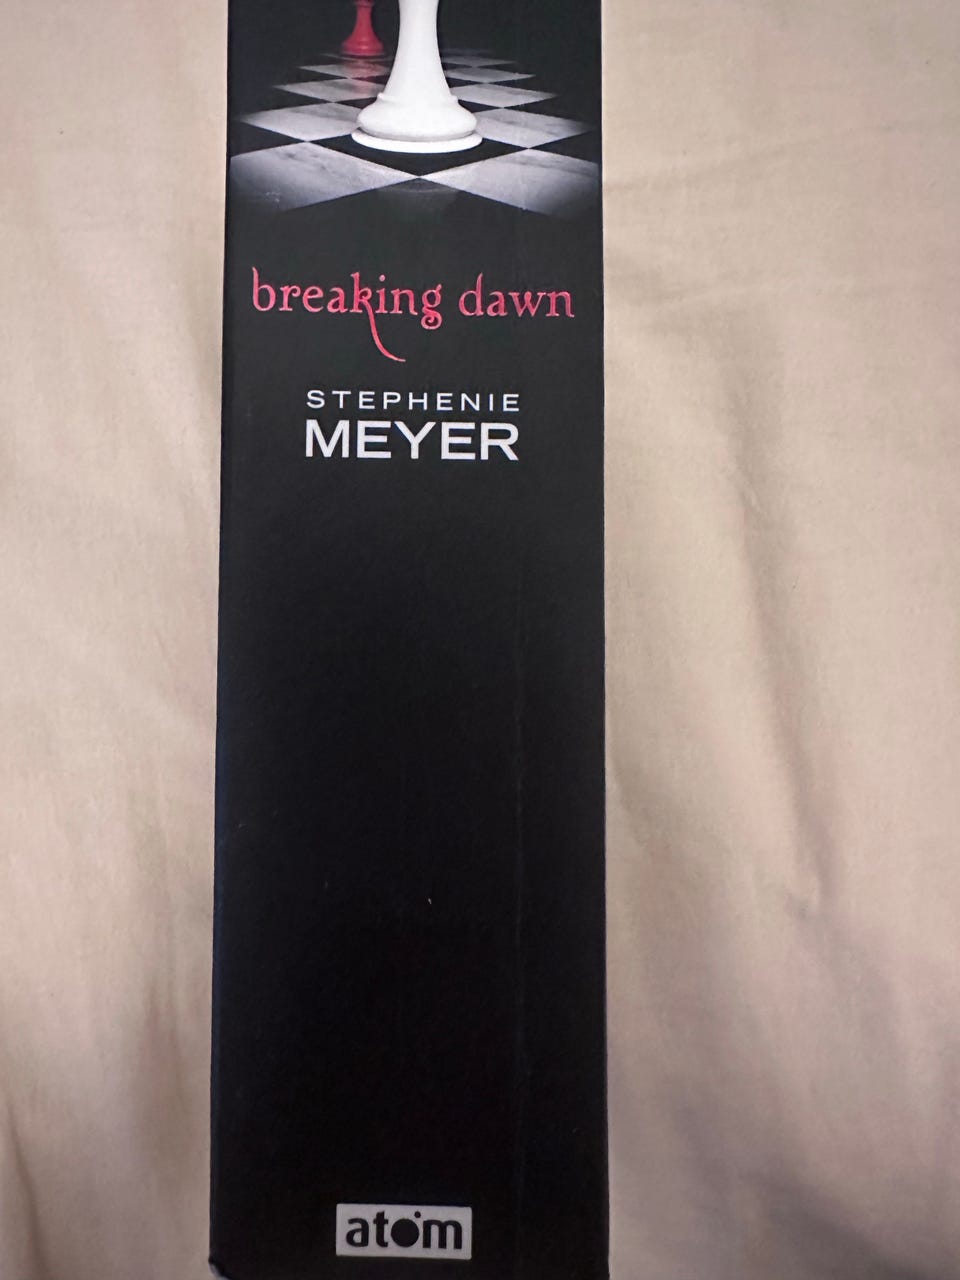 breaking dawn
STEPHENIE
MEYER
atom